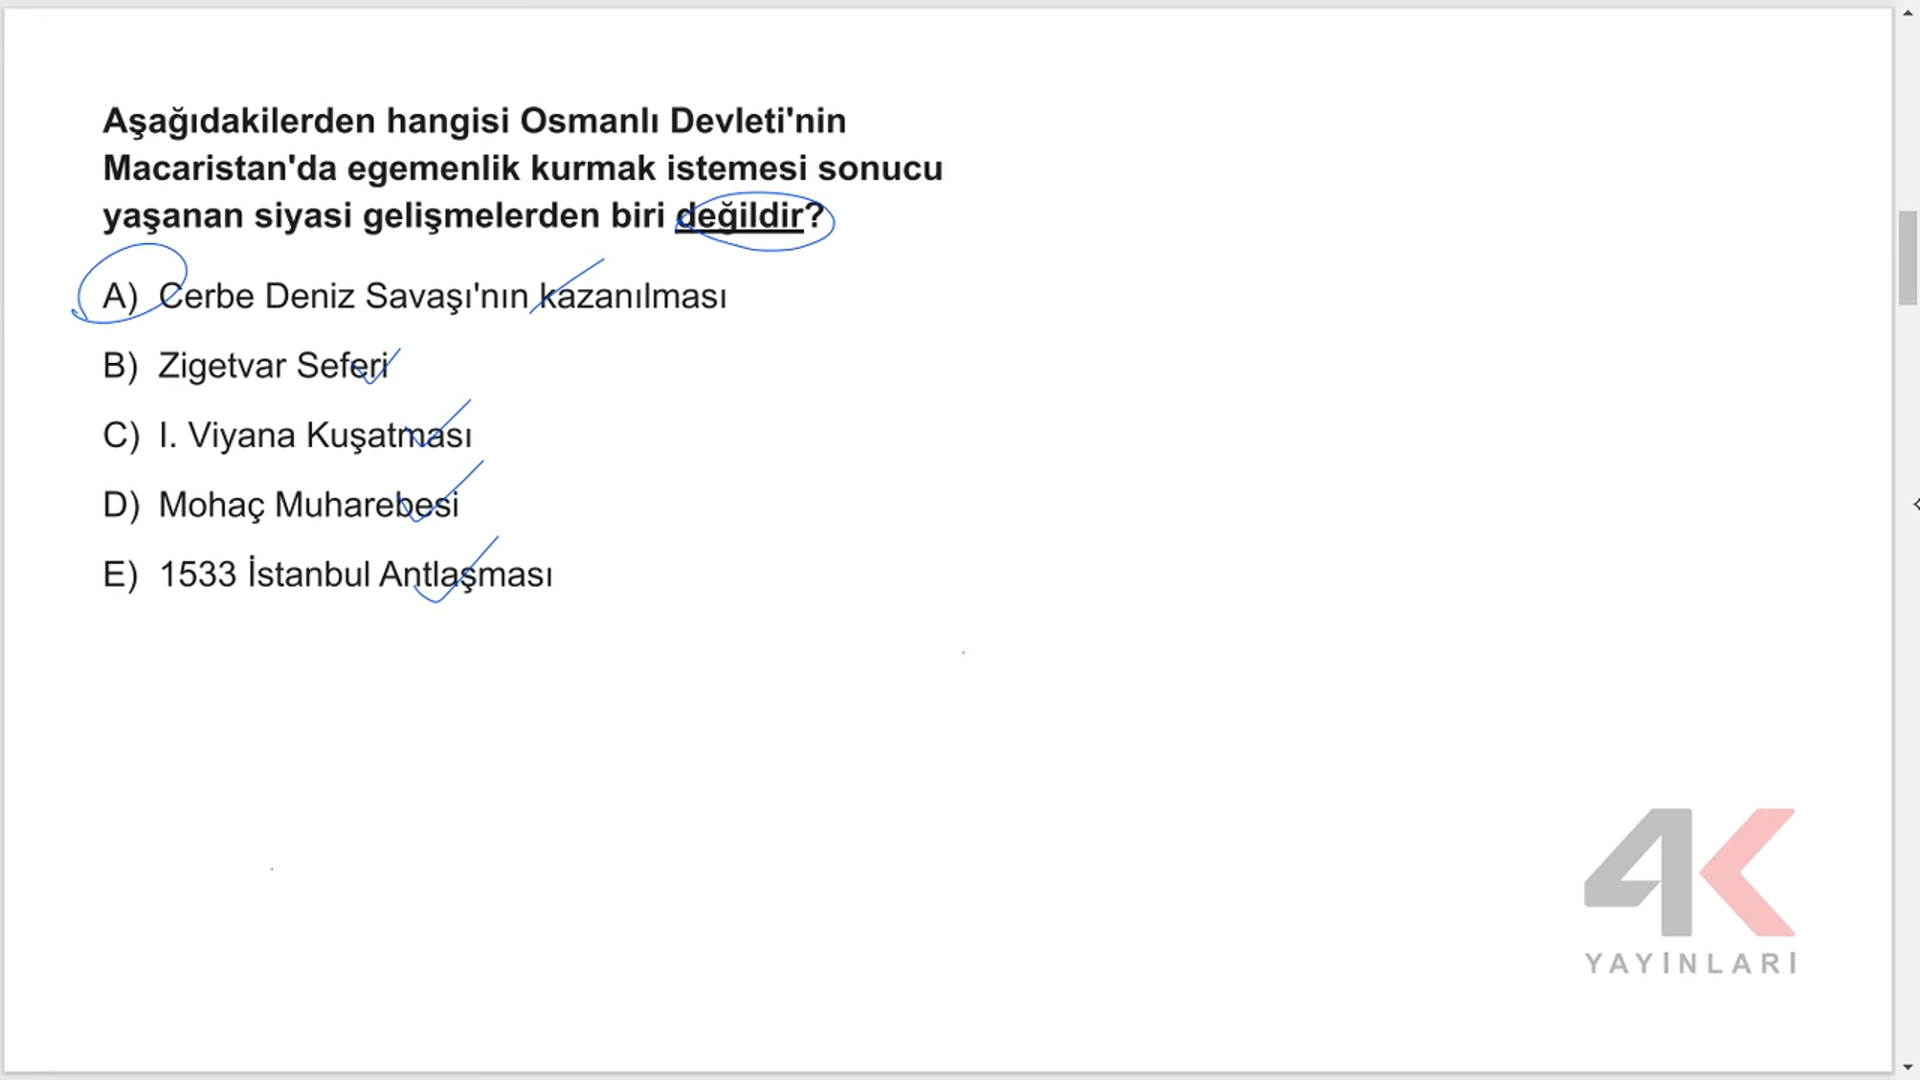 Aşağıdakilerden hangisi Osmanlı Devleti'nin
Macaristan'da egemenlik kurmak istemesi sonucu
yaşanan siyasi gelişmelerden biri değildir?
A) Cerbe Deniz Savaşı'nın kazanılması
B) Zigetvar Seferi
C) I. Viyana Kuşatması
D) Mohaç Muharebesi
E) 1533 İstanbul Antlaşması
4K
YAYINLARI